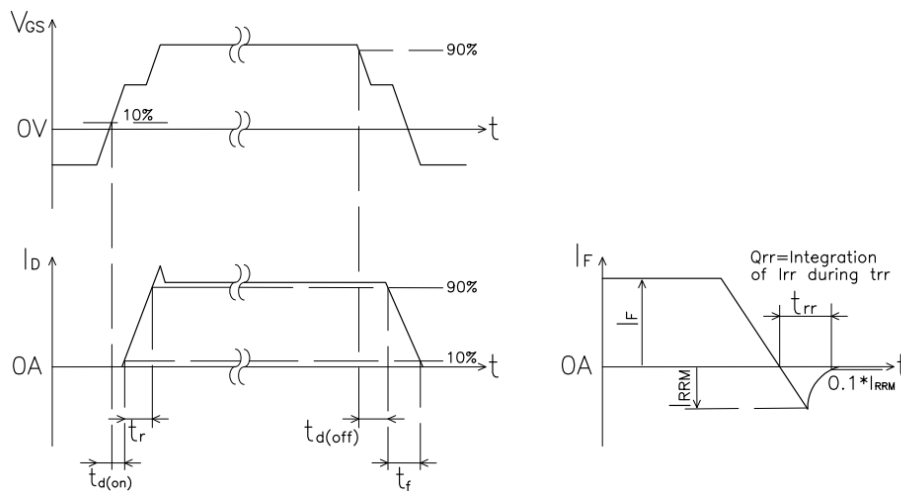 VGS
90%
10%
0V
t
ID
90%
10%
0A
t
tr
td(off)
td(on)
tf
IF
Qrr=Integration
of Irr during trr
trr
IF
0A
t
IRRM
0.1*IRRM